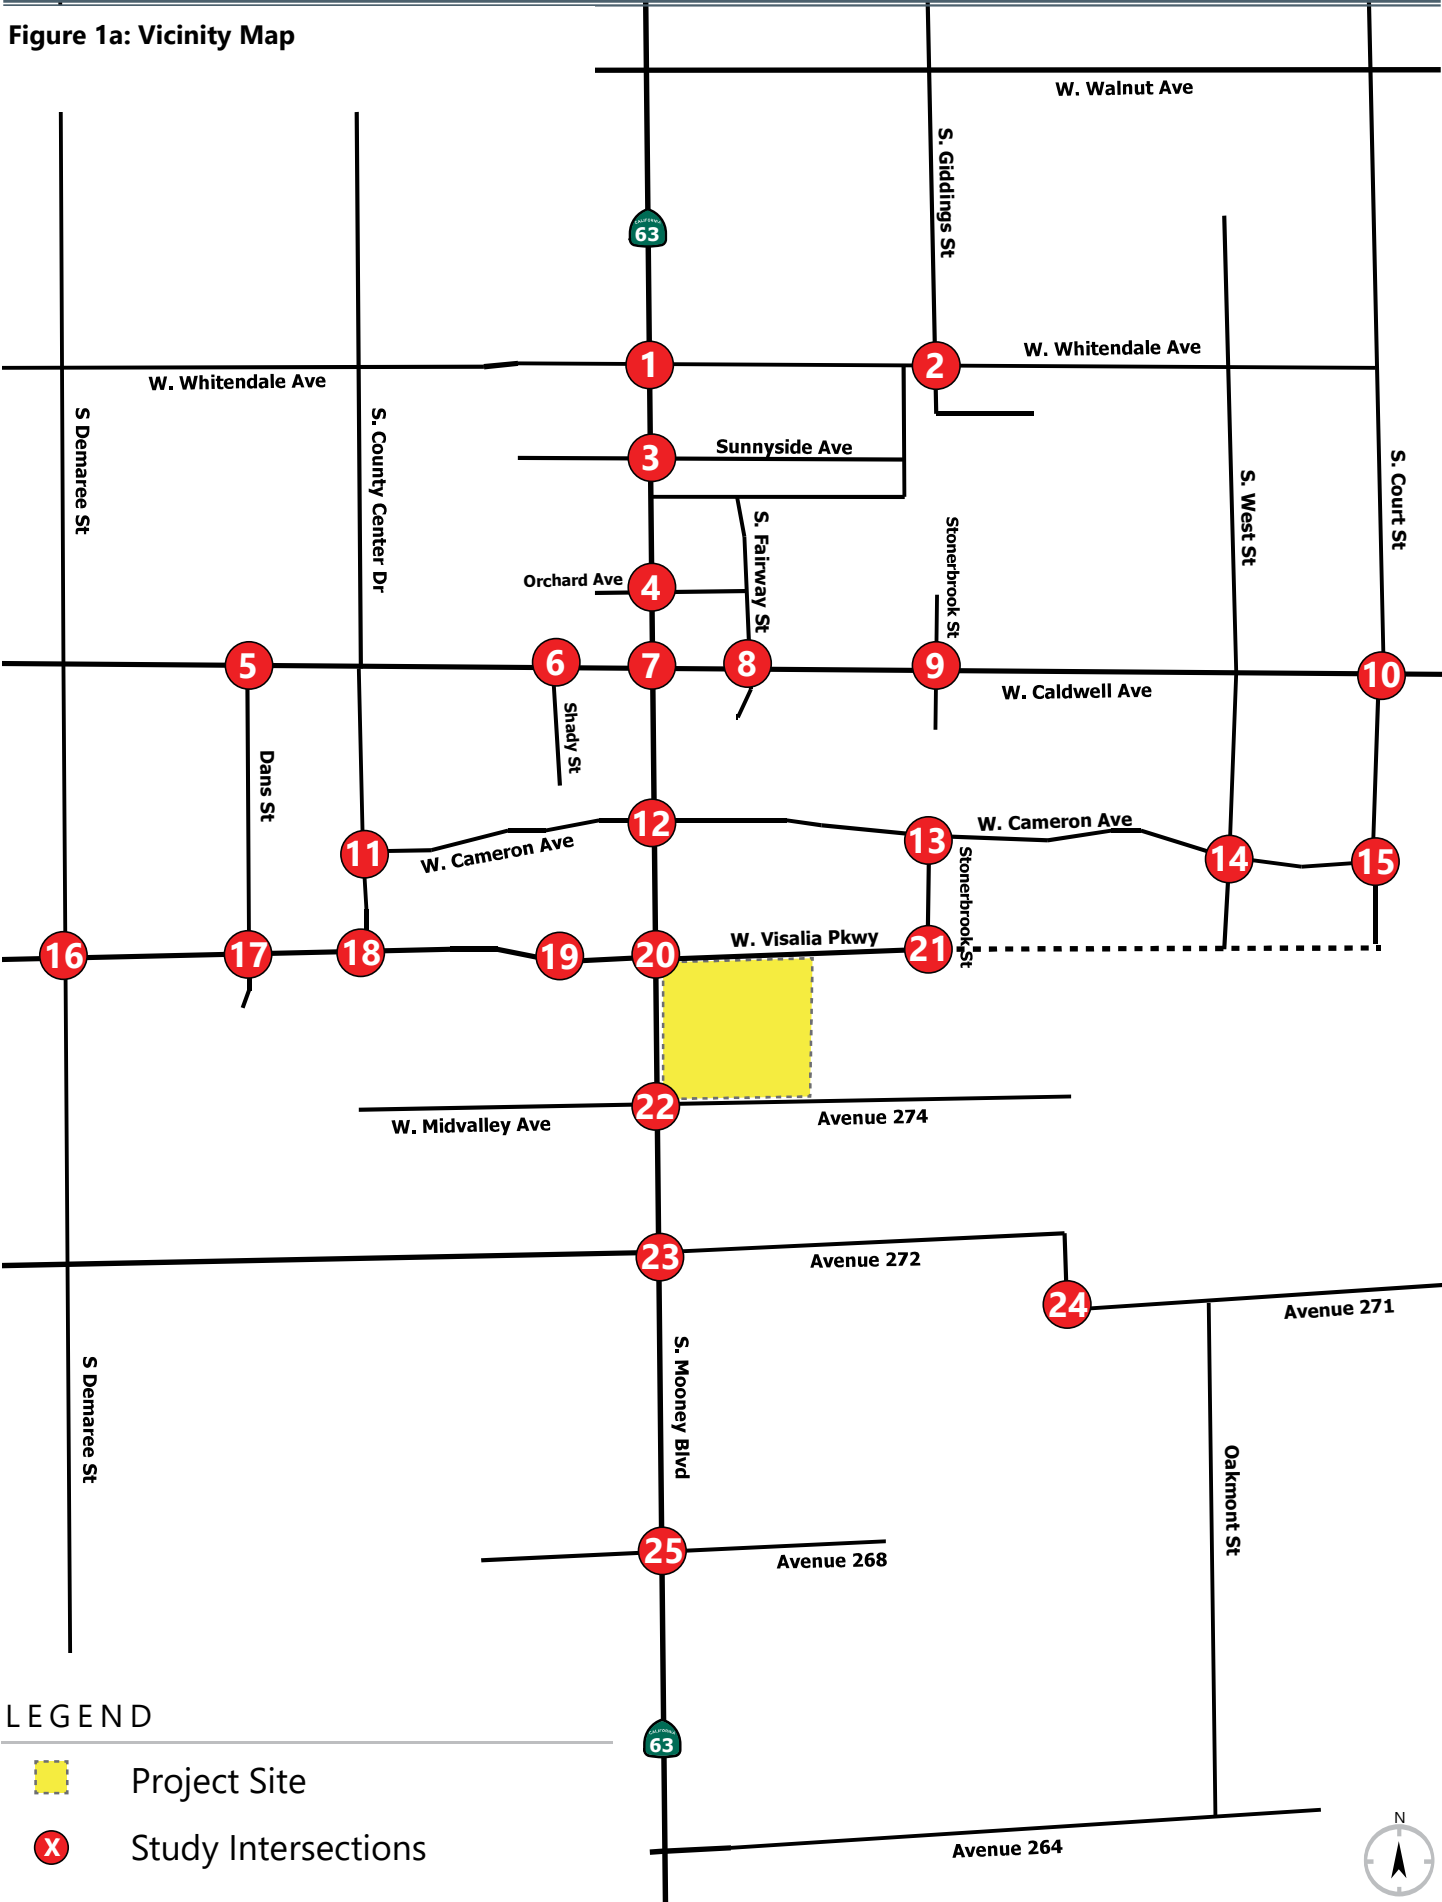 Figure 1a: Vicinity Map
W. Walnut Ave
S. Giddings St
CALIFORNIA
63
1
2
W. Whitendale Ave
W. Whitendale Ave
S Demaree St
S. County Center Dr
3
Sunnyside Ave
S. West St
S. Court St
S. Fairway St
Stonerbrook St
Orchard Ave
4
5
6
7
8
9
10
W. Caldwell Ave
Shady St
Dans St
11
W. Cameron Ave
12
13
W. Cameron Ave
14
15
Stonerbrook St
16
17
18
19
20
W. Visalia Pkwy
21
22
W. Midvalley Ave
Avenue 274
23
Avenue 272
24
Avenue 271
S Demaree St
S. Mooney Blvd
Oakmont St
25
Avenue 268
CALIFORNIA
63
LEGEND
Project Site
X
Study Intersections
Avenue 264
N